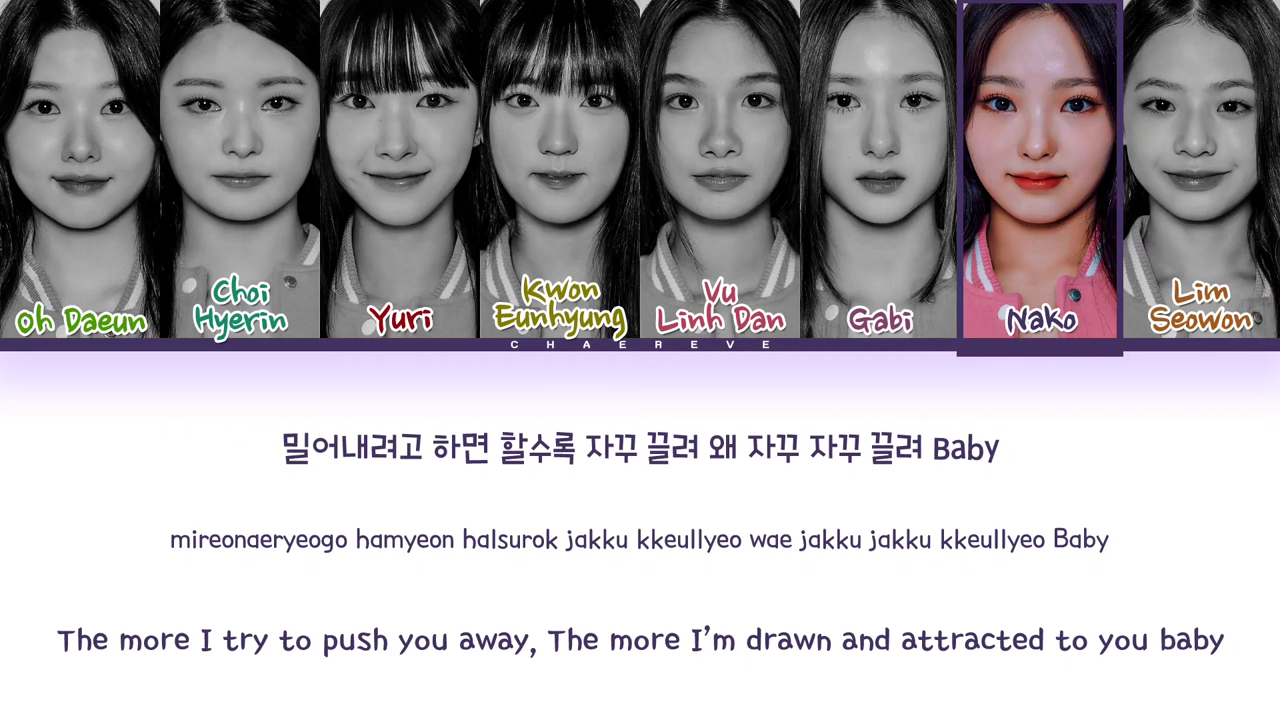 Oh Daeun
Choi
Hyerin
Yuri
Kwon
Eunhyung
Vu
Linh Dan
Gabi
Nako
Lim
Seowon
CHAEREVE
밀어내려고 하면 할수록 자꾸 끌려 왜 자꾸 자꾸 끌려 Baby
mireonaeryeogo hamyeon halsurok jakku kkeullyeo wae jakku jakku kkeullyeo Baby
The more I try to push you away, The more I'm drawn and attracted to you baby